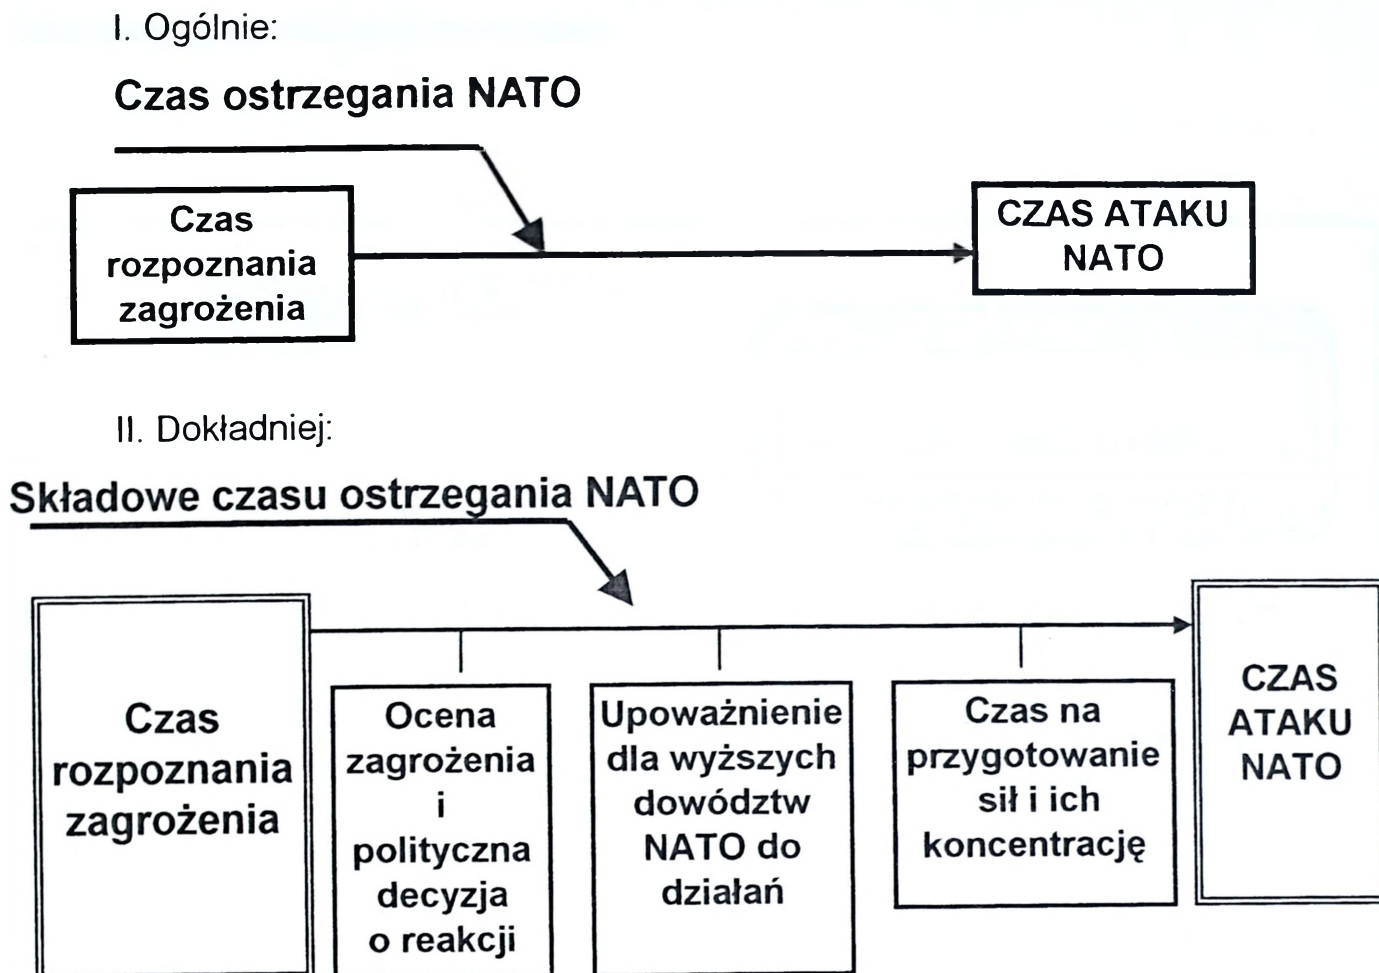 I. Ogólnie:
Czas ostrzegania NATO
Czas
rozpoznania
zagrożenia
CZAS ATAKU
NATO
II. Dokładniej:
Składowe czasu ostrzegania NATO
Czas
rozpoznania
zagrożenia
Ocena
zagrożenia
i
polityczna
decyzja
o reakcji
Upoważnienie
dla wyższych
dowództw
NATO do
działań
Czas na
przygotowanie
sił i ich
koncentrację
CZAS
ATAKU
NATO